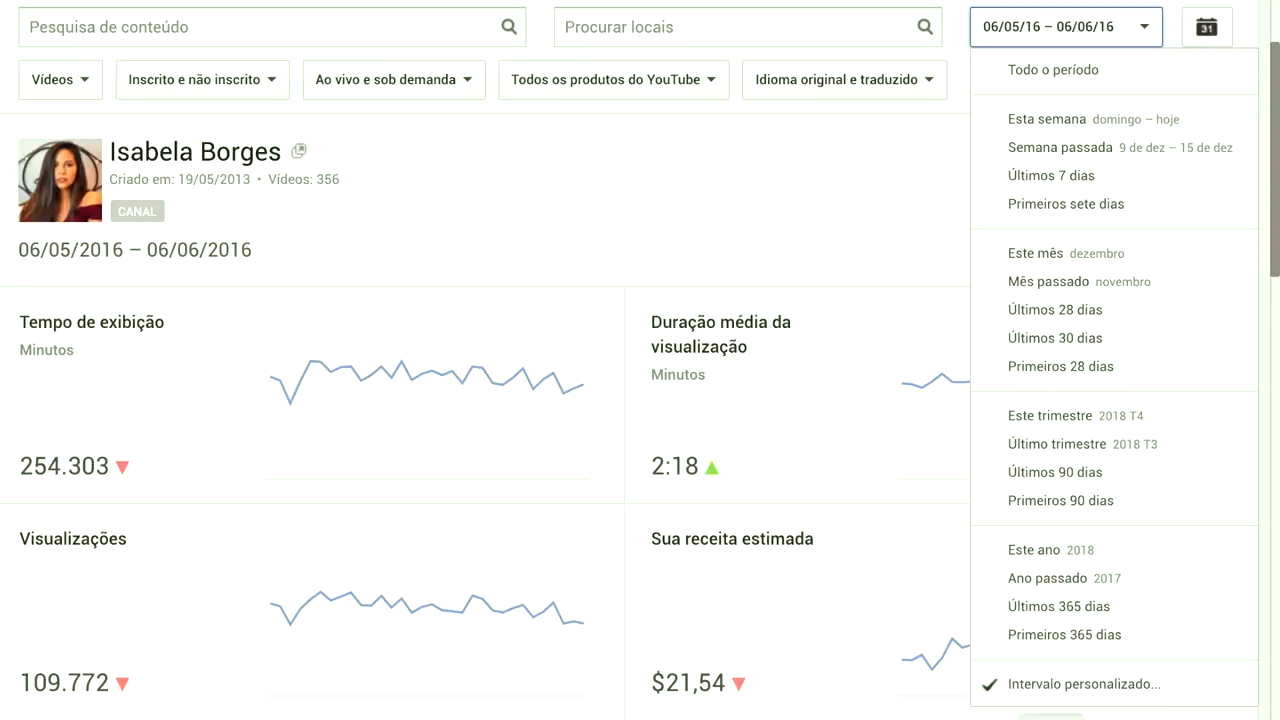 Pesquisa de conteúdo
Procurar locais
06/05/16 – 06/06/16
31
Vídeos
Inscrito e não inscrito
Ao vivo e sob demanda
Todos os produtos do YouTube
Idioma original e traduzido
Isabela Borges
Criado em: 19/05/2013 • Vídeos: 356
CANAL
06/05/2016 – 06/06/2016
Tempo de exibição
Minutos
254.303
Duração média da
visualização
Minutos
2:18
Visualizações
109.772
Sua receita estimada
$21,54
Todo o período
Esta semana domingo – hoje
Semana passada 9 de dez – 15 de dez
Últimos 7 dias
Primeiros sete dias
Este mês dezembro
Mês passado novembro
Últimos 28 dias
Últimos 30 dias
Primeiros 28 dias
Este trimestre 2018 T4
Último trimestre 2018 T3
Últimos 90 dias
Primeiros 90 dias
Este ano 2018
Ano passado 2017
Últimos 365 dias
Primeiros 365 dias
Intervalo personalizado...